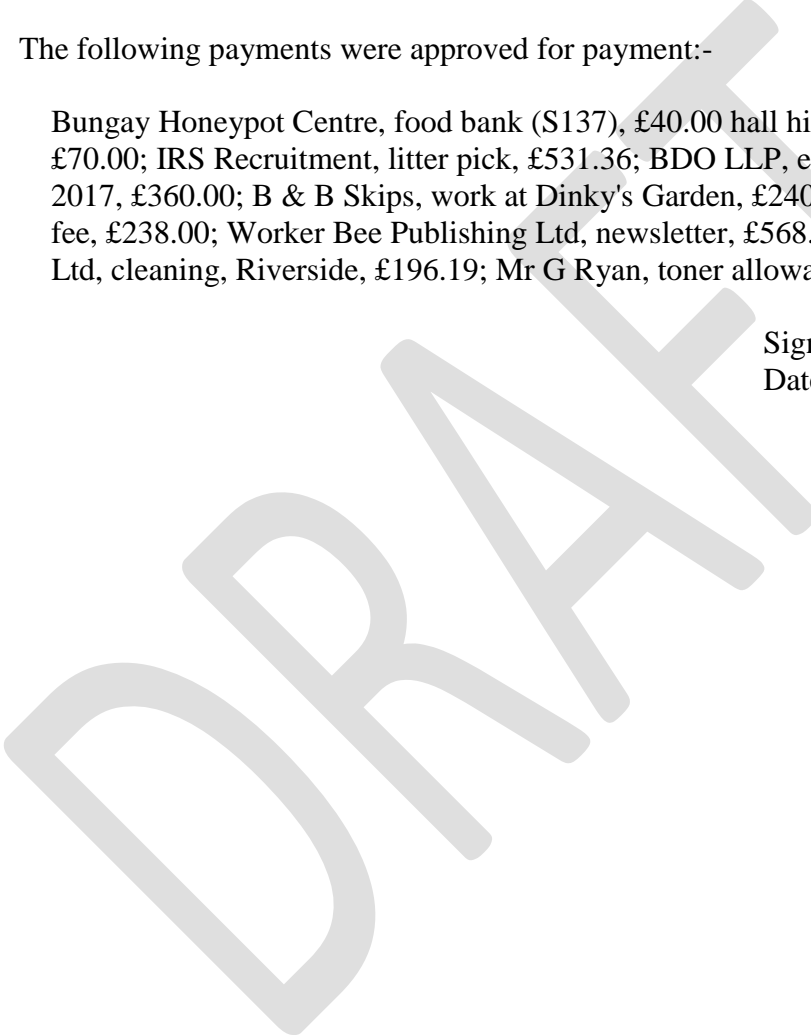 The following payments were approved for payment:-
Bungay Honeypot Centre, food bank (S137), £40.00 hall hi
£70.00; IRS Recruitment, litter pick, £531.36; BDO LLP, e
2017, £360.00; B & B Skips, work at Dinky's Garden, £240
fee, £238.00; Worker Bee Publishing Ltd, newsletter, £568.
Ltd, cleaning, Riverside, £196.19; Mr G Ryan, toner allowa
Sign
Date
DRAFT